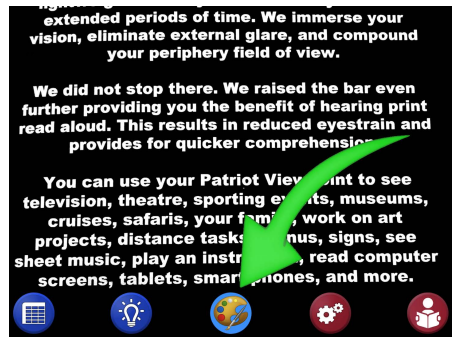 extended periods of time. We immerse your
vision, eliminate external glare, and compound
your periphery field of view.
We did not stop there. We raised the bar even
further providing you the benefit of hearing print
read aloud. This results in reduced eyestrain and
provides for quicker comprehension
You can use your Patriot to see
television, theatre, sporting museums,
cruises, safaris, your work on art
projects, distance tasks signs, see
sheet music, play an read computer
screens, tablets, phones, and more.